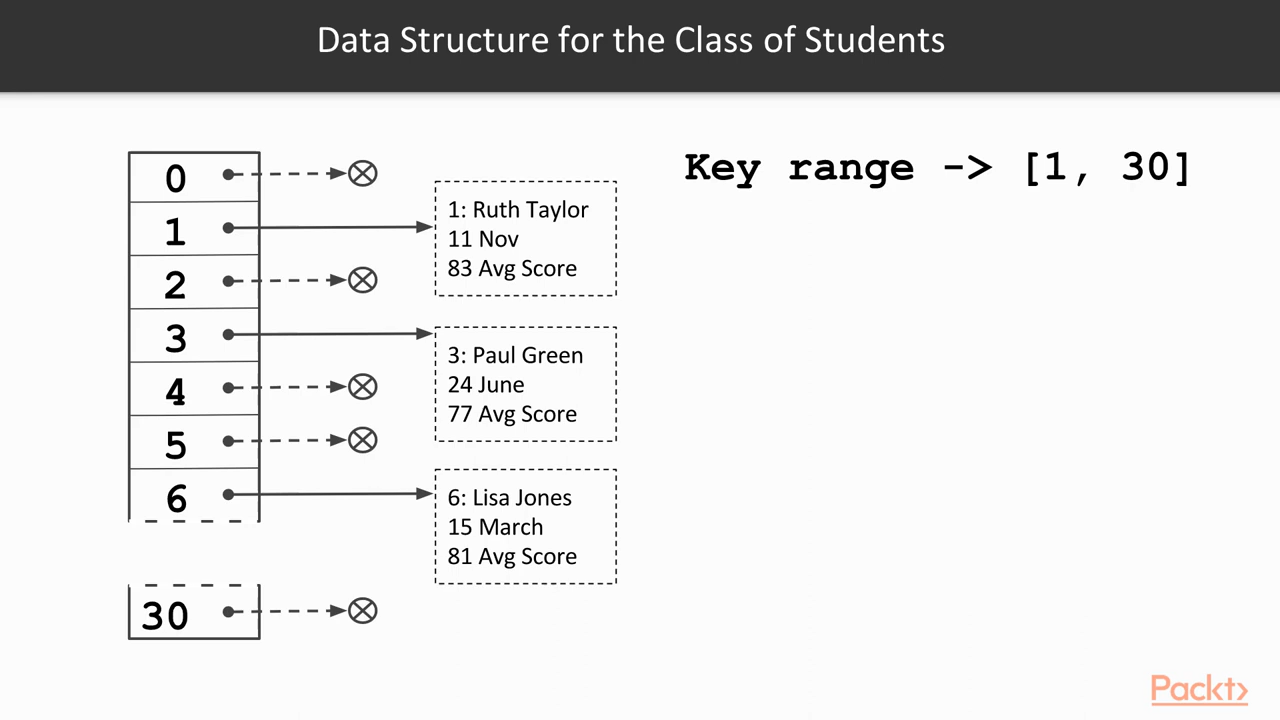 Data Structure for the Class of Students
Key range -> [1, 30]
0
1
1: Ruth Taylor
11 Nov
83 Avg Score
2
3
3: Paul Green
24 June
77 Avg Score
4
5
6
6: Lisa Jones
15 March
81 Avg Score
30
Packt>